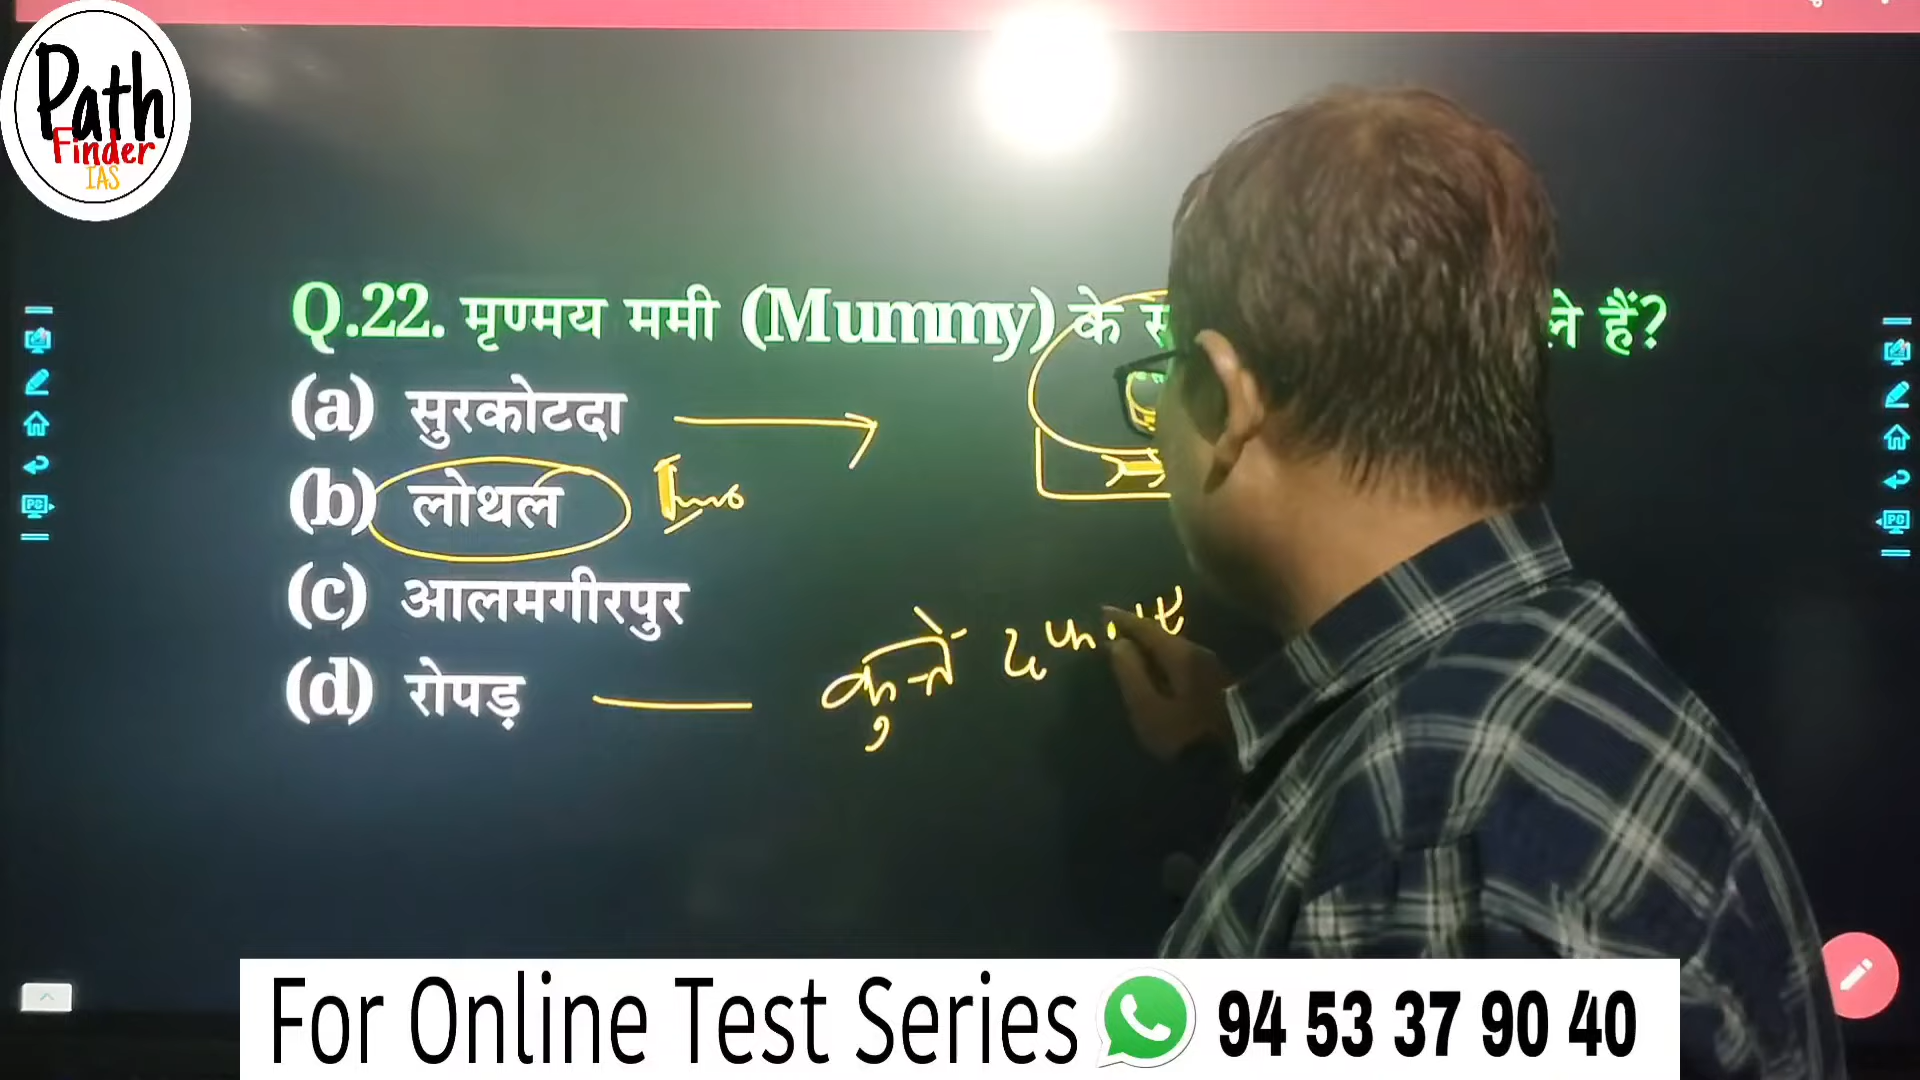 Path
Finder
IAS
Q.22. मृण्मय ममी (Mummy) के हैं?
(a) सुरकोटदा
(b) लोथल
(c) आलमगीरपुर
(d) रोपड़
कुत्ते
For Online Test Series 94 53 37 90 40